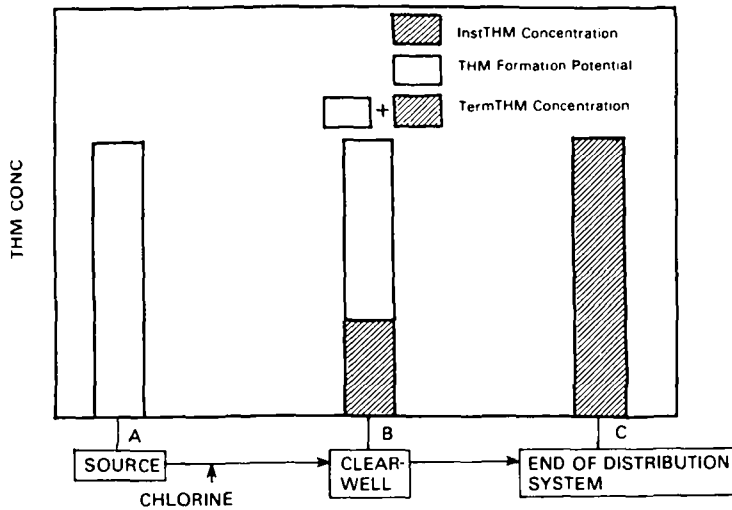 InstTHM Concentration
THM Formation Potential
+ TermTHM Concentration
THM CONC
A
B
C
SOURCE
CLEAR-
WELL
END OF DISTRIBUTION
SYSTEM
CHLORINE